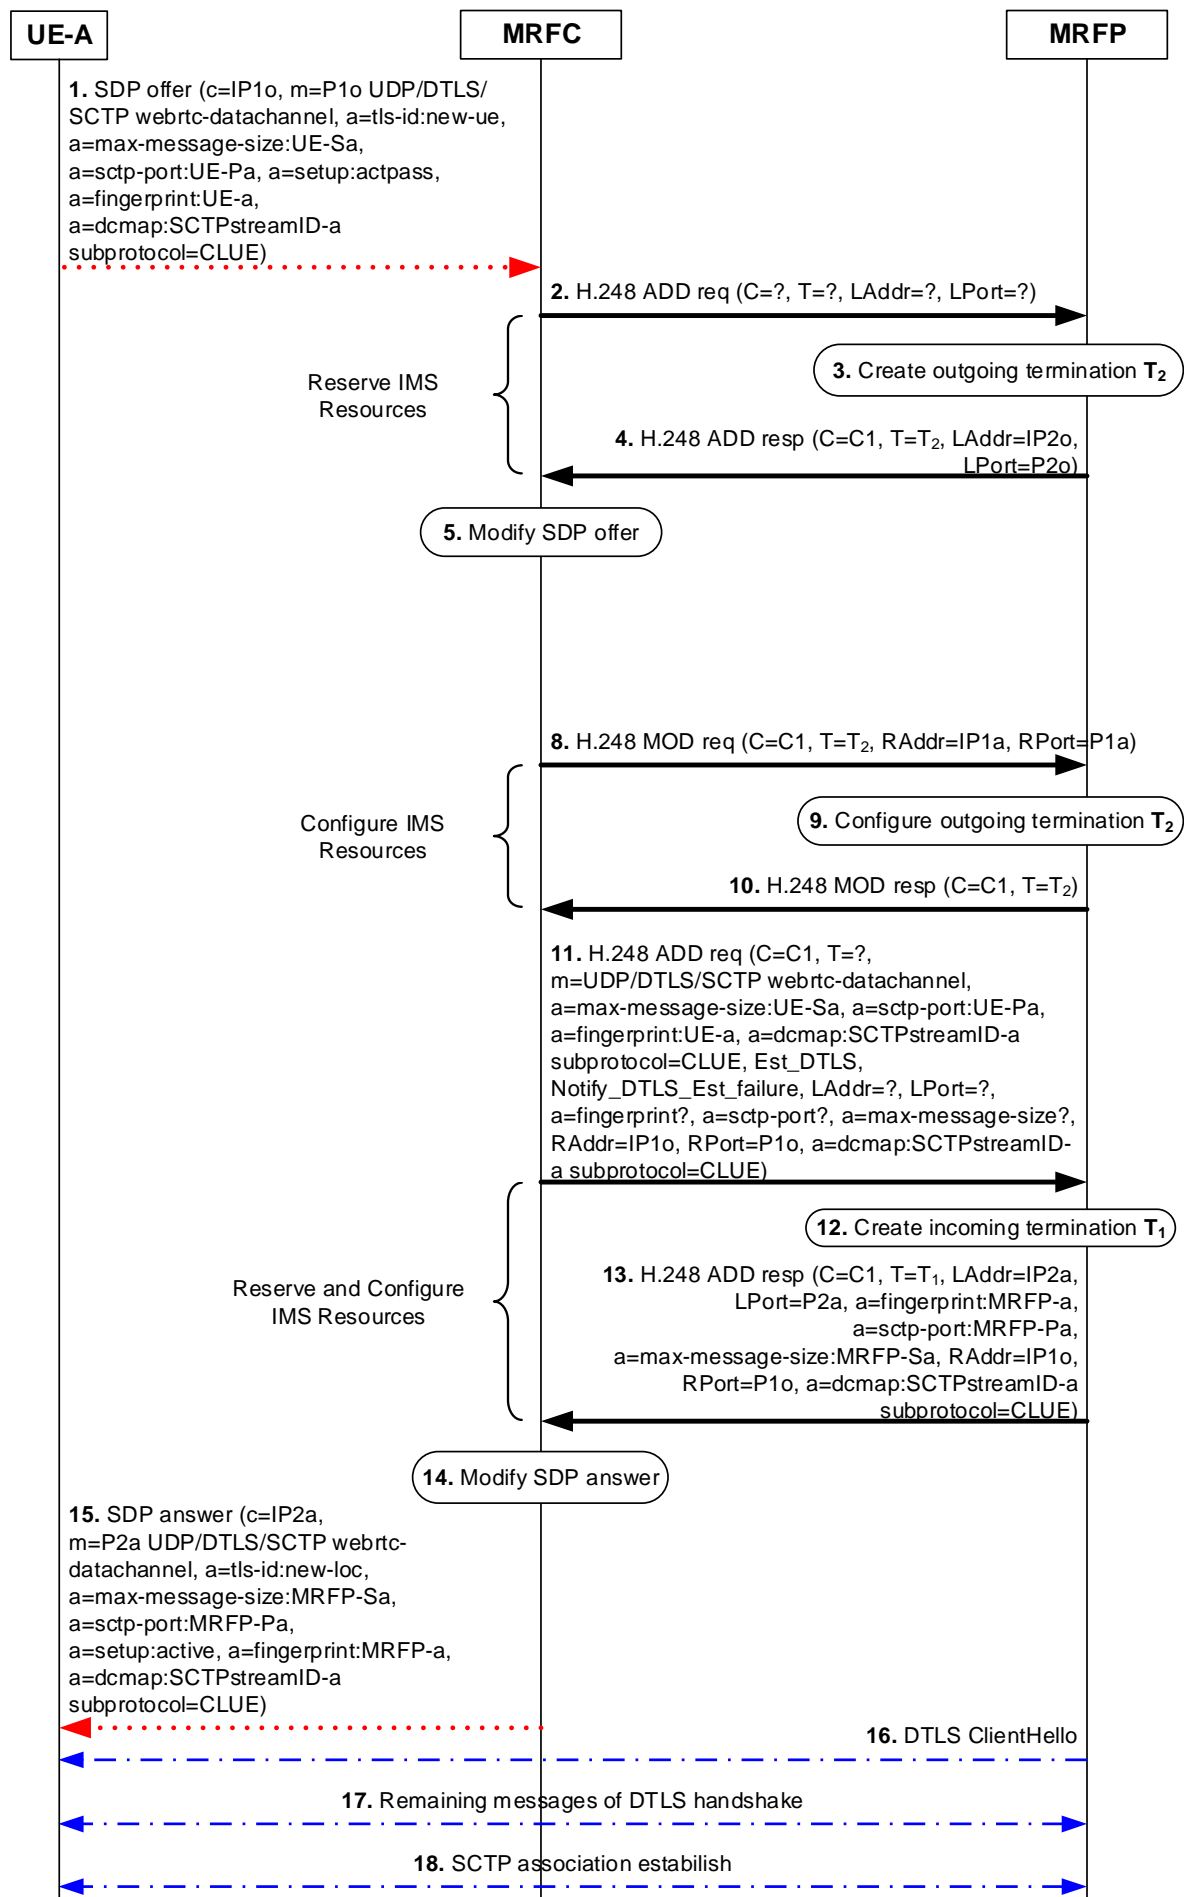 UE-A
MRFC
MRFP
1. SDP offer (c=IP1o, m=P1o UDP/DTLS/
SCTP webrtc-datachannel, a=tls-id:new-ue,
a=max-message-size:UE-Sa,
a=sctp-port:UE-Pa, a=setup:actpass,
a=fingerprint:UE-a,
a=dcmap:SCTPstreamID-a
subprotocol=CLUE)
2. H.248 ADD req (C=?, T=?, LAddr=?, LPort=?)
Reserve IMS
Resources
3. Create outgoing termination T2
4. H.248 ADD resp (C=C1, T=T2, LAddr=IP2o,
LPort=P2o)
5. Modify SDP offer
8. H.248 MOD req (C=C1, T=T2, RAddr=IP1a, RPort=P1a)
Configure IMS
Resources
9. Configure outgoing termination T2
10. H.248 MOD resp (C=C1, T=T2)
11. H.248 ADD req (C=C1, T=?,
m=UDP/DTLS/SCTP webrtc-datachannel,
a=max-message-size:UE-Sa, a=sctp-port:UE-Pa,
a=fingerprint:UE-a, a=dcmap:SCTPstreamID-a
subprotocol=CLUE, Est_DTLS,
Notify_DTLS_Est_failure, LAddr=?, LPort=?,
a=fingerprint?, a=sctp-port?, a=max-message-size?,
RAddr=IP1o, RPort=P1o, a=dcmap:SCTPstreamID-
a subprotocol=CLUE)
12. Create incoming termination T1
Reserve and Configure
IMS Resources
13. H.248 ADD resp (C=C1, T=T1, LAddr=IP2a,
LPort=P2a, a=fingerprint:MRFP-a,
a=sctp-port:MRFP-Pa,
a=max-message-size:MRFP-Sa, RAddr=IP1o,
RPort=P1o, a=dcmap:SCTPstreamID-a
subprotocol=CLUE)
14. Modify SDP answer
15. SDP answer (c=IP2a,
m=P2a UDP/DTLS/SCTP webrtc-
datachannel, a=tls-id:new-loc,
a=max-message-size:MRFP-Sa,
a=sctp-port:MRFP-Pa,
a=setup:active, a=fingerprint:MRFP-a,
a=dcmap:SCTPstreamID-a
subprotocol=CLUE)
16. DTLS ClientHello
17. Remaining messages of DTLS handshake
18. SCTP association estabilish